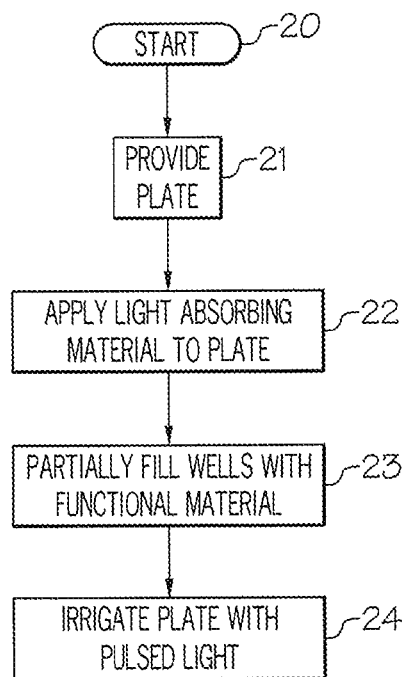 START
20
PROVIDE
PLATE
21
APPLY LIGHT ABSORBING
MATERIAL TO PLATE
22
PARTIALLY FILL WELLS WITH
FUNCTIONAL MATERIAL
23
IRRIGATE PLATE WITH
PULSED LIGHT
24